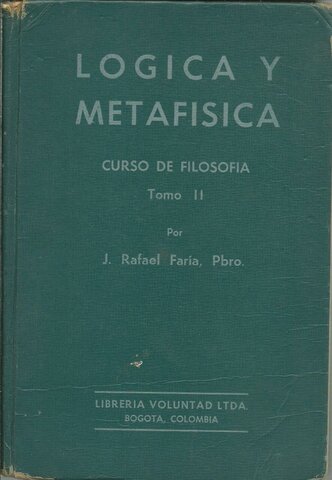 LOGICA Y
METAFISICA
CURSO DE FILOSOFIA
Tomo II
Por
J. Rafael Faría, Pbro.
LIBRERIA VOLUNTAD LTDA.
BOGOTA, COLOMBIA